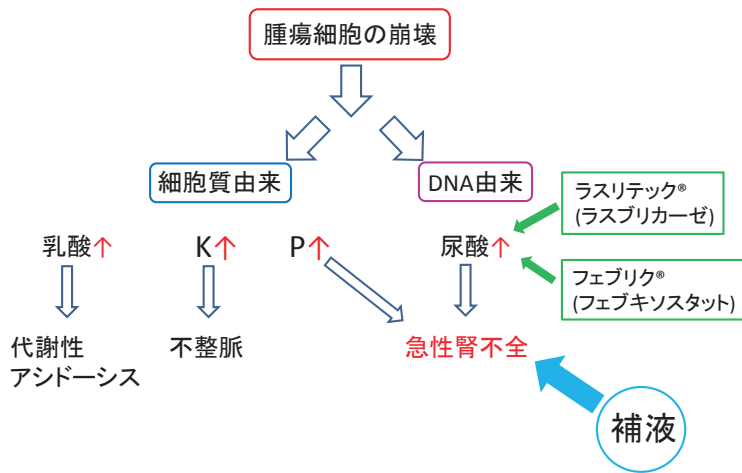 腫瘍細胞の崩壊
細胞質由来
DNA由来
ラスリテック®
(ラスブリカーゼ)
乳酸↑
K↑
P↑
尿酸↑
フェブリク®
(フェブキソスタット)
代謝性
アシドーシス
不整脈
急性腎不全
補液